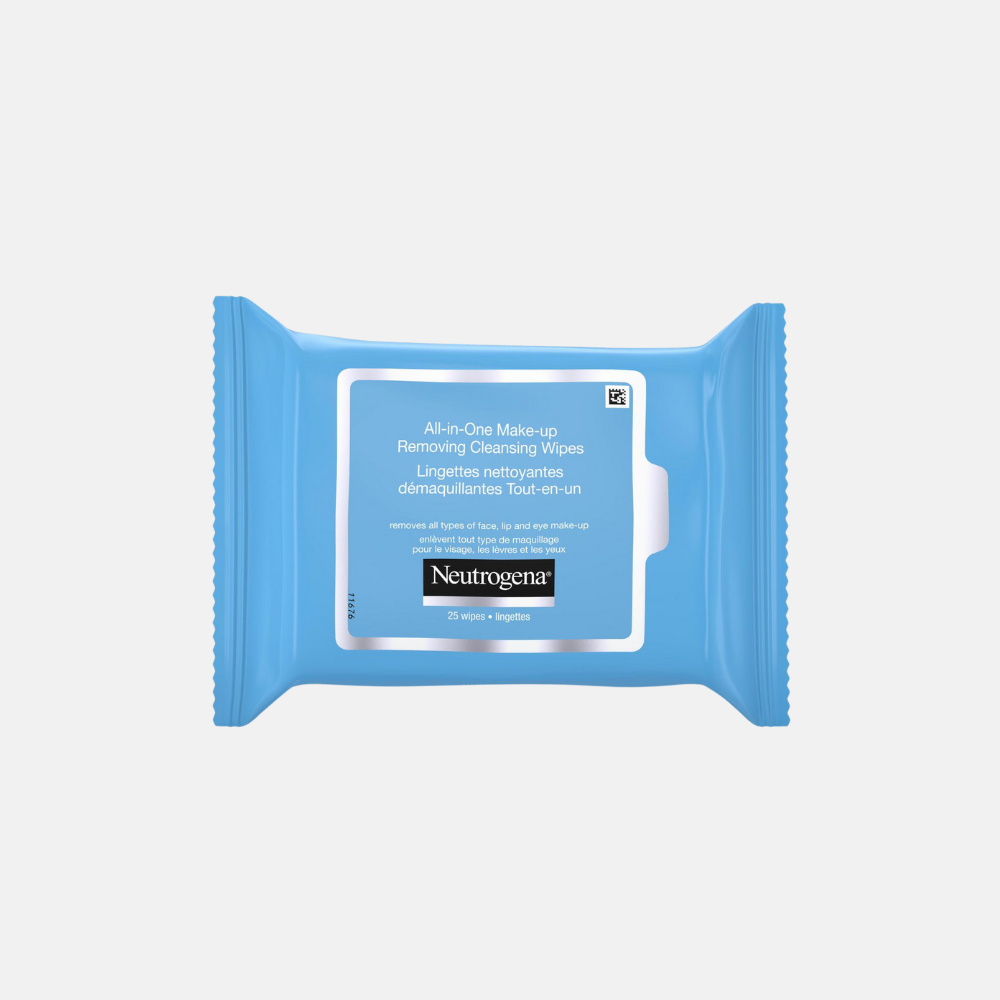 All-in-One Make-up
Removing Cleansing Wipes
Lingettes nettoyantes
démaquillantes Tout-en-un
removes all types of face, lip and eye make-up
enlèvent tout type de maquillage
pour le visage, les lèvres et les yeux
Neutrogena®
25 wipes • lingettes
11676